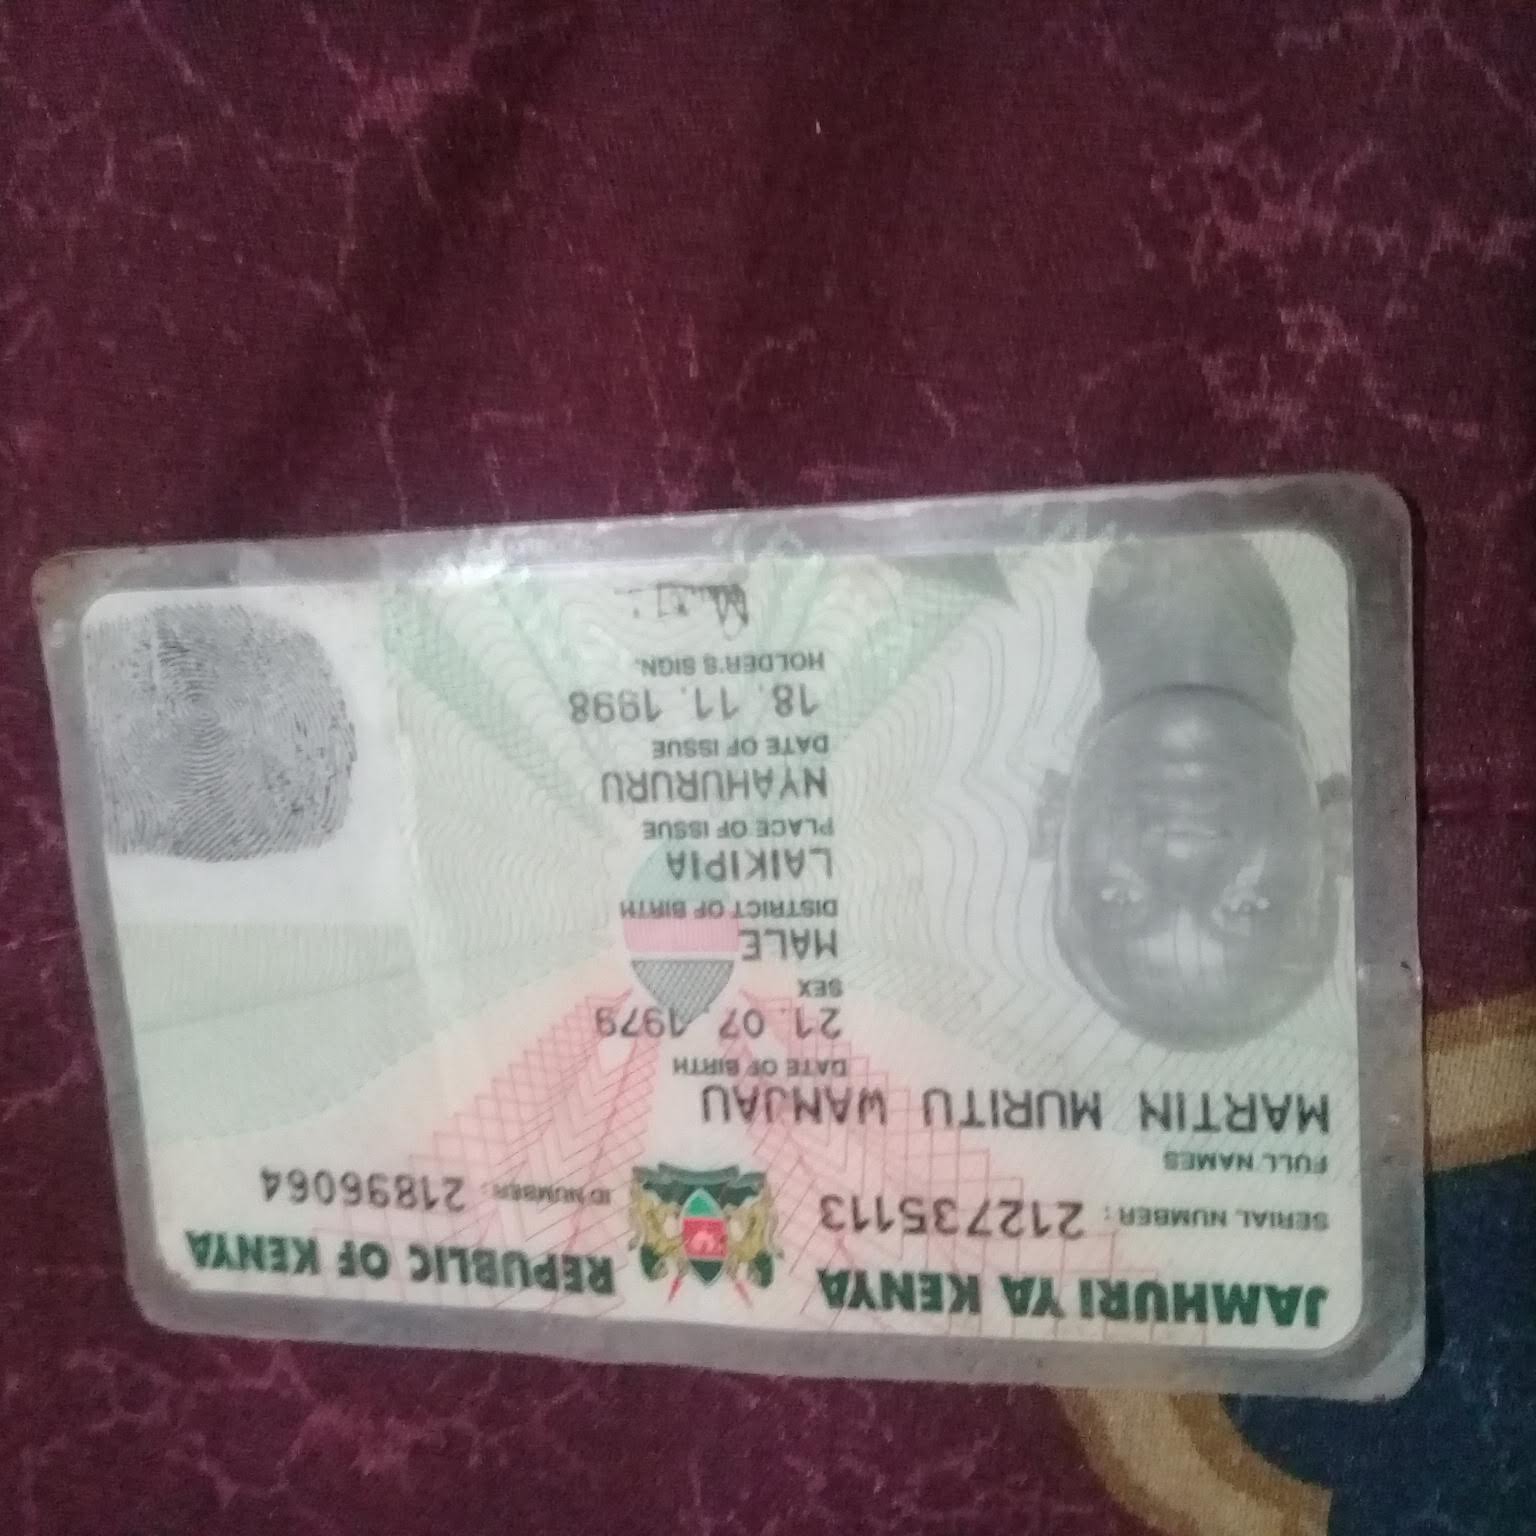 JAMHURI YA KENYA
REPUBLIC OF KENYA
SERIAL NUMBER : 212735113
ID NUMBER : 21896064
FULL NAMES
MARTIN MURITU WANJAU
DATE OF BIRTH
21. 07. 1979
SEX
MALE
DISTRICT OF BIRTH
LAIKIPIA
PLACE OF ISSUE
NYAHURURU
DATE OF ISSUE
18. 11. 1998
HOLDER'S SIGN.